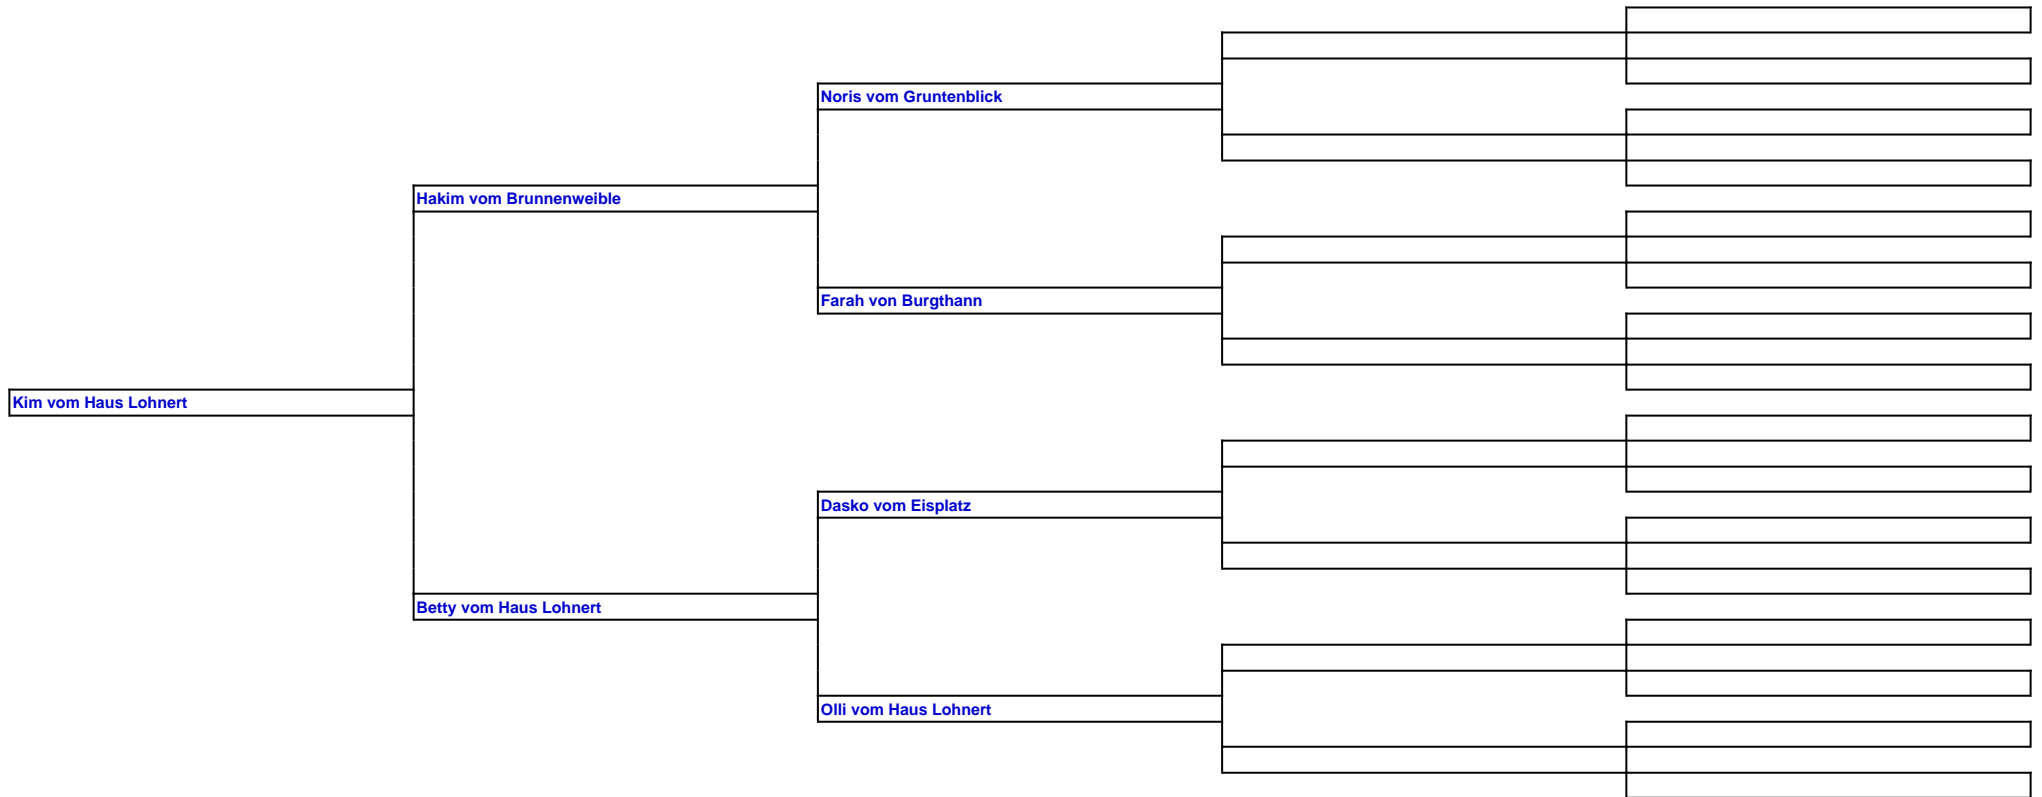 Noris vom Gruntenblick
Hakim vom Brunnenweible
Farah von Burgthann
Kim vom Haus Lohnert
Dasko vom Eisplatz
Betty vom Haus Lohnert
Olli vom Haus Lohnert